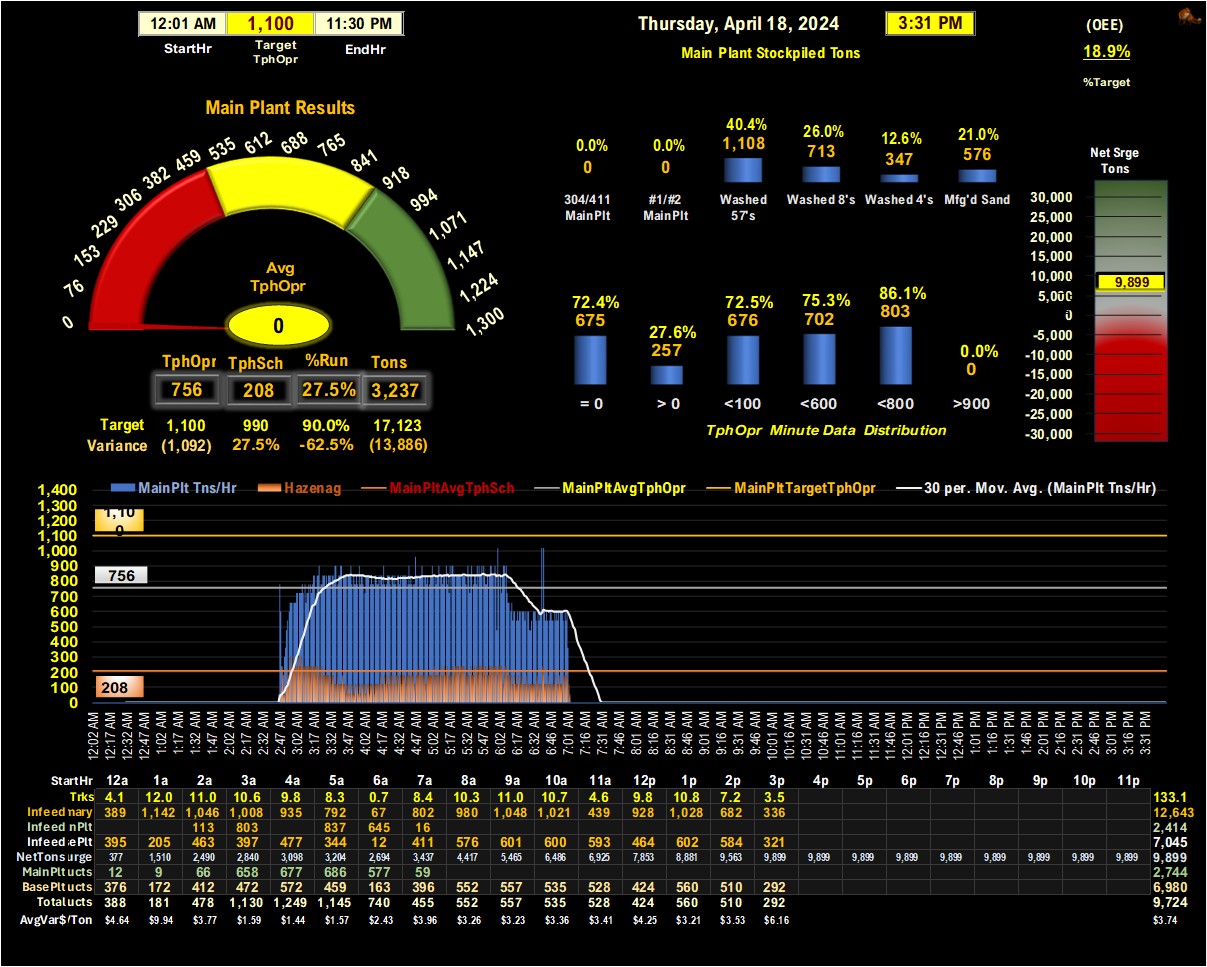 12:01 AM 1,100 11:30 PM
StartHr Target TphOpr EndHr
Thursday, April 18, 2024 3:31 PM
Main Plant Stockpiled Tons
(OEE)
18.9%
%Target
Main Plant Results
0 76 153 229 306 382 459 535 612 688 765 841 918 994 1,071 1,147 1,224 1,300
Avg
TphOpr
0
TphOpr TphSch %Run Tons
756 208 27.5% 3,237
Target 1,100 990 90.0% 17,123
Variance (1,092) 27.5% -62.5% (13,886)
0.0% 0.0% 40.4% 26.0% 12.6% 21.0%
0 0 1,108 713 347 576
304/411 MainPlt #1/#2 MainPlt Washed 57's Washed 8's Washed 4's Mfg'd Sand
72.4% 27.6% 72.5% 75.3% 86.1% 0.0%
675 257 676 702 803 0
= 0 > 0 <100 <600 <800 >900
TphOpr Minute Data Distribution
Net Srge
Tons
30,000
25,000
20,000
15,000
10,000
9,899
5,000
0
-5,000
-10,000
-15,000
-20,000
-25,000
-30,000
MainPlt Tns/Hr Hazenag MainPltAvgTphSch MainPltAvgTphOpr MainPltTargetTphOpr 30 per. Mov. Avg. (MainPlt Tns/Hr)
1,400
1,300
1,200
1,100
1,000
900
800
700
600
500
400
300
200
100
0
1,100
756
208
12:02 AM 12:17 AM 12:32 AM 12:47 AM 1:02 AM 1:17 AM 1:32 AM 1:47 AM 2:02 AM 2:17 AM 2:32 AM 2:47 AM 3:02 AM 3:17 AM 3:32 AM 3:47 AM 4:02 AM 4:17 AM 4:32 AM 4:47 AM 5:02 AM 5:17 AM 5:32 AM 5:47 AM 6:02 AM 6:17 AM 6:32 AM 6:46 AM 7:01 AM 7:16 AM 7:31 AM 7:46 AM 8:01 AM 8:16 AM 8:31 AM 8:46 AM 9:01 AM 9:16 AM 9:31 AM 9:46 AM 10:01 AM 10:16 AM 10:31 AM 10:46 AM 11:01 AM 11:16 AM 11:31 AM 11:46 AM 12:01 PM 12:16 PM 12:31 PM 12:46 PM 1:01 PM 1:16 PM 1:31 PM 1:46 PM 2:01 PM 2:16 PM 2:31 PM 2:46 PM 3:01 PM 3:16 PM 3:31 PM
StartHr 12a 1a 2a 3a 4a 5a 6a 7a 8a 9a 10a 11a 12p 1p 2p 3p 4p 5p 6p 7p 8p 9p 10p 11p
Trks 4.1 12.0 11.0 10.6 9.8 8.3 0.7 8.4 10.3 11.0 10.7 4.6 9.8 10.8 7.2 3.5 133.1
Infeed mary 389 1,142 1,046 1,008 935 792 67 802 980 1,048 1,021 439 928 1,028 682 336 12,643
Infeed nPlt 113 803 837 645 16 2,414
Infeed ePlt 395 205 463 397 477 344 12 411 576 601 600 593 464 602 584 321 7,045
NetTons urge 377 1,510 2,490 2,840 3,098 3,204 2,694 3,437 4,417 5,465 6,486 6,925 7,853 8,881 9,563 9,899 9,899 9,899 9,899 9,899 9,899 9,899 9,899 9,899 9,899
MainPlt ucts 12 9 66 658 677 686 577 59 2,744
BasePlt ucts 376 172 412 472 572 459 163 396 552 557 535 528 424 560 510 292 6,980
Total ucts 388 181 478 1,130 1,249 1,145 740 455 552 557 535 528 424 560 510 292 9,724
AvgVar$/Ton $4.64 $9.94 $3.77 $1.59 $1.44 $1.57 $2.43 $3.96 $3.26 $3.23 $3.36 $3.41 $4.25 $3.21 $3.53 $6.16 $3.74